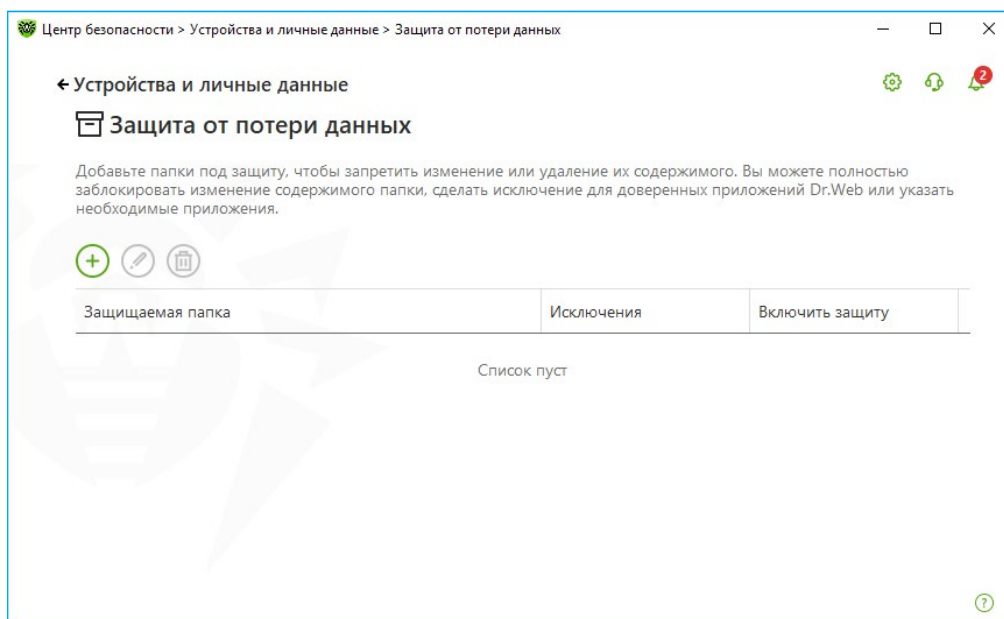 Центр безопасности > Устройства и личные данные > Защита от потери данных
Устройства и личные данные
2
Защита от потери данных
Добавьте папки под защиту, чтобы запретить изменение или удаление их содержимого. Вы можете полностью
заблокировать изменение содержимого папки, сделать исключение для доверенных приложений Dr.Web или указать
необходимые приложения.
Защищаемая папка Исключения Включить защиту
Список пуст
?